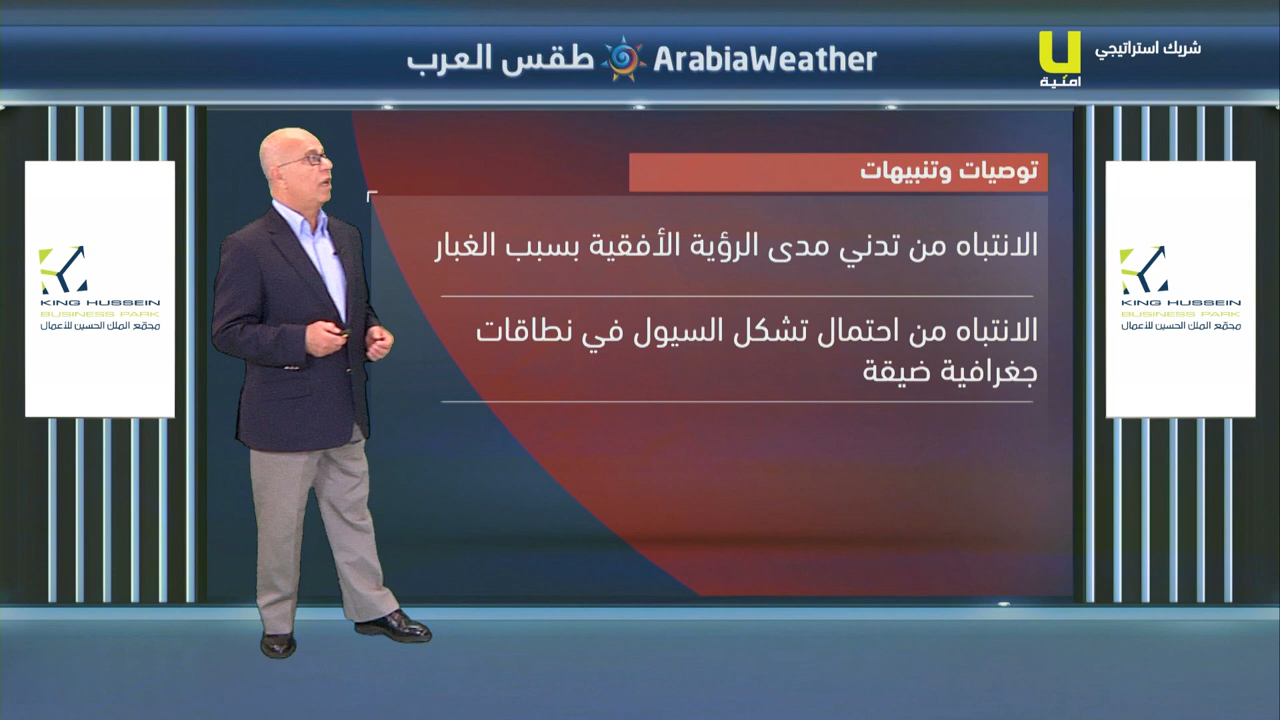 طقس العرب ArabiaWeather
شريك استراتيجي
امنية
توصيات وتنبيهات
الانتباه من تدني مدى الرؤية الأفقية بسبب الغبار
الانتباه من احتمال تشكل السيول في نطاقات
جغرافية ضيقة
KING HUSSEIN
BUSINESS PARK
مجمّع الملك الحسين للأعمال
KING HUSSEIN
BUSINESS PARK
مجمّع الملك الحسين للأعمال